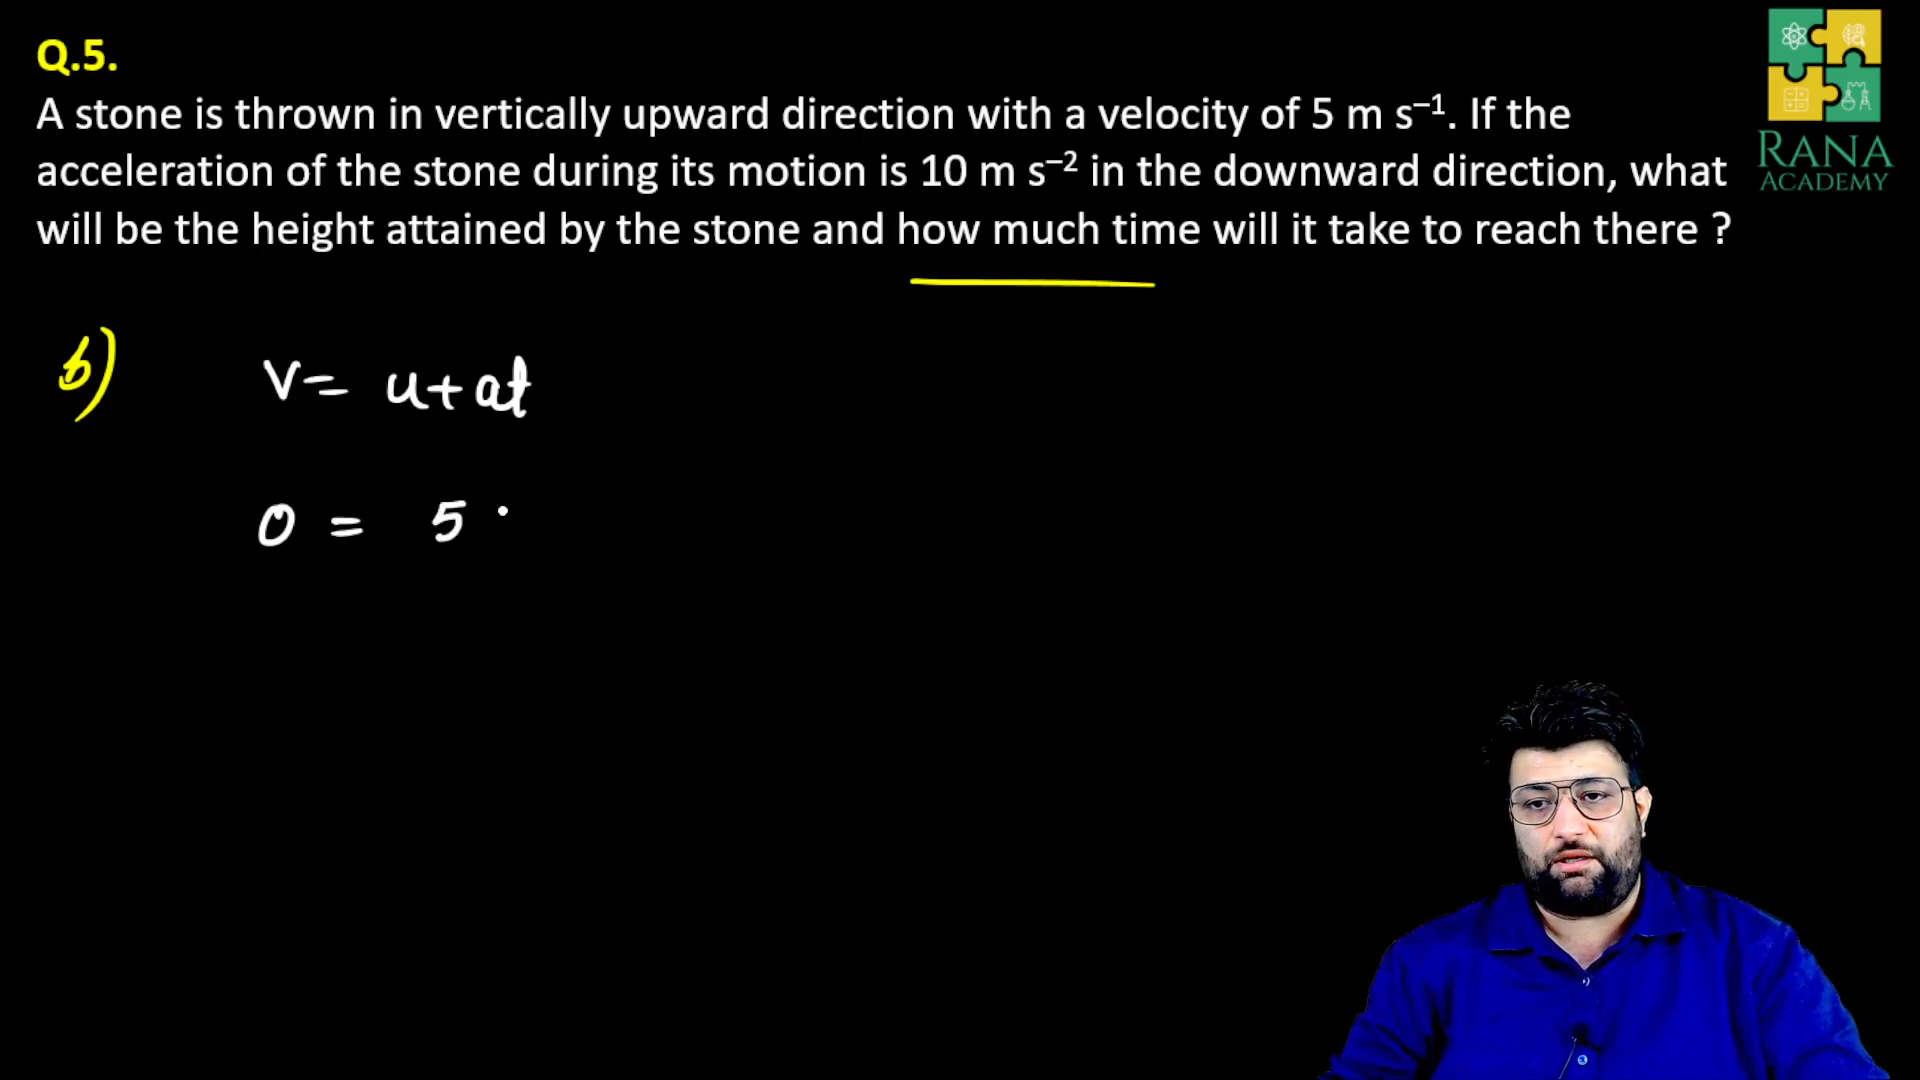 Q.5.
A stone is thrown in vertically upward direction with a velocity of 5 m s⁻¹. If the
acceleration of the stone during its motion is 10 m s⁻² in the downward direction, what
will be the height attained by the stone and how much time will it take to reach there ?
RANA
ACADEMY
b) v = u + at
0 = 5